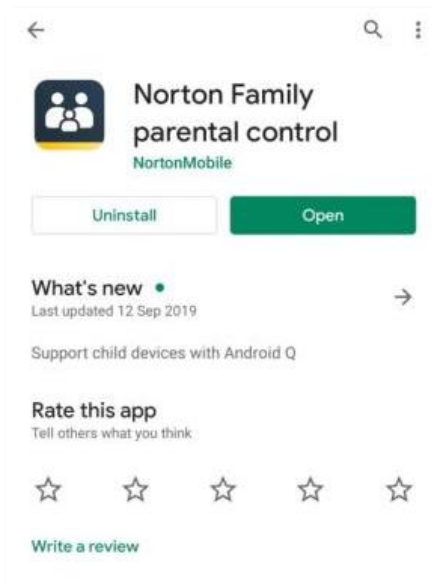 Norton Family
parental control
NortonMobile
Uninstall
Open
What's new
Last updated 12 Sep 2019
Support child devices with Android Q
Rate this app
Tell others what you think
Write a review